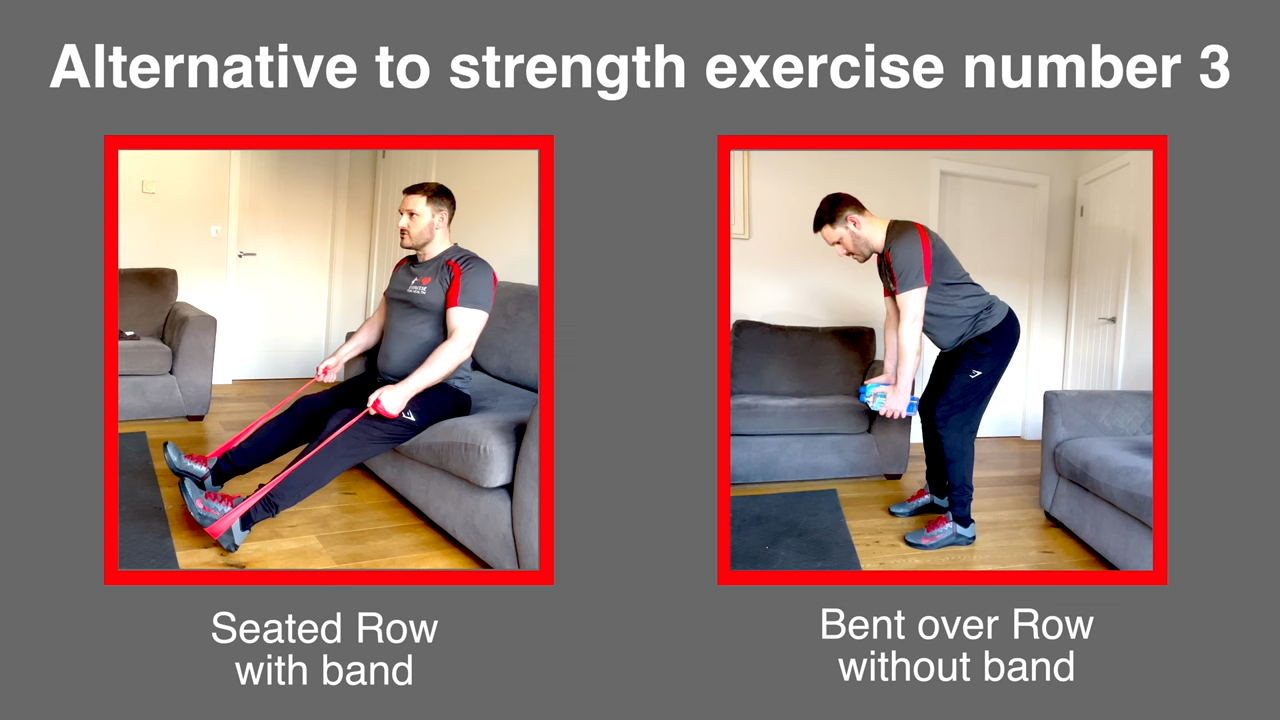 Alternative to strength exercise number 3
Seated Row
with band
Bent over Row
without band